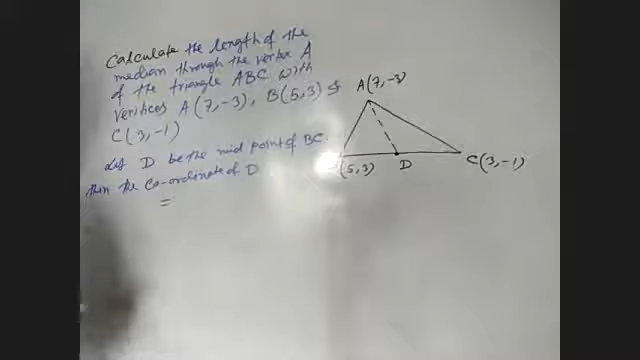 Calculate the length of the
median through the vertex A
of the triangle ABC with
vertices A(7,-3), B(5,3) &
C(3,-1)
Let D be the mid point of BC
then the Co-ordinate of D
=
A(7,-3)
(5,3)
D
C(3,-1)